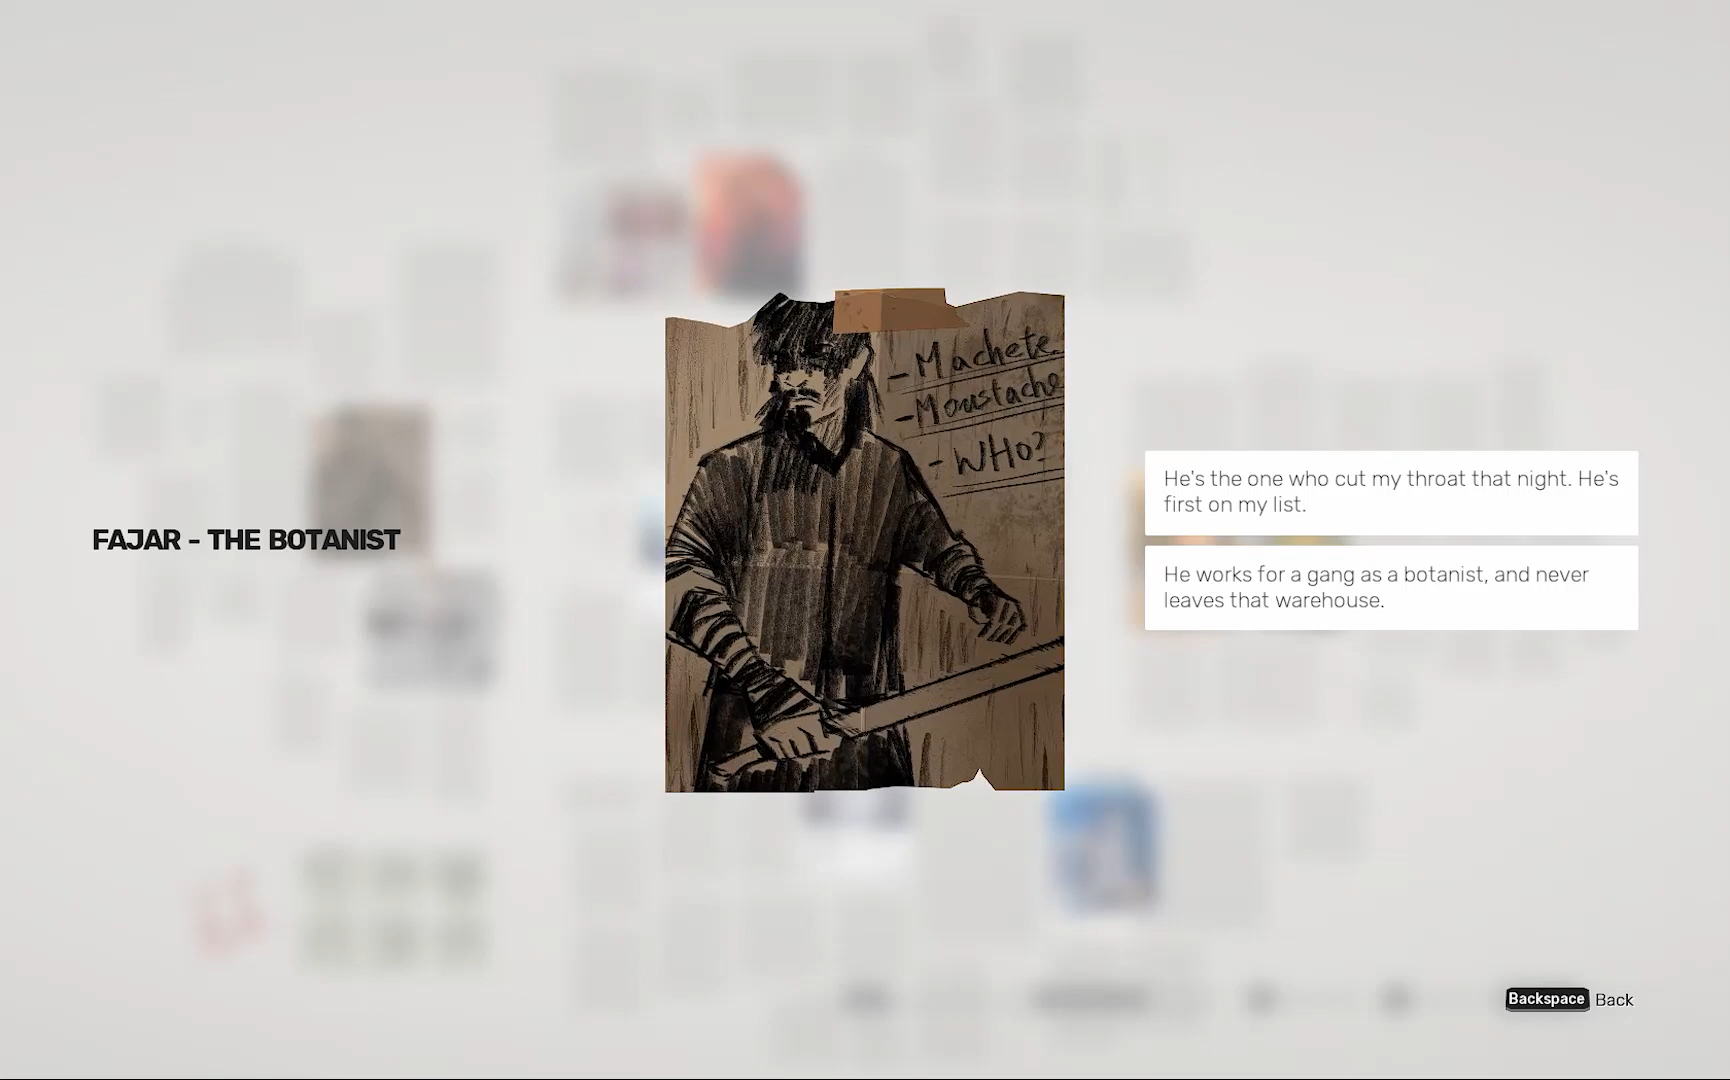 FAJAR - THE BOTANIST
- Machete
- Moustache
- WHO?
He's the one who cut my throat that night. He's
first on my list.
He works for a gang as a botanist, and never
leaves that warehouse.
Backspace Back